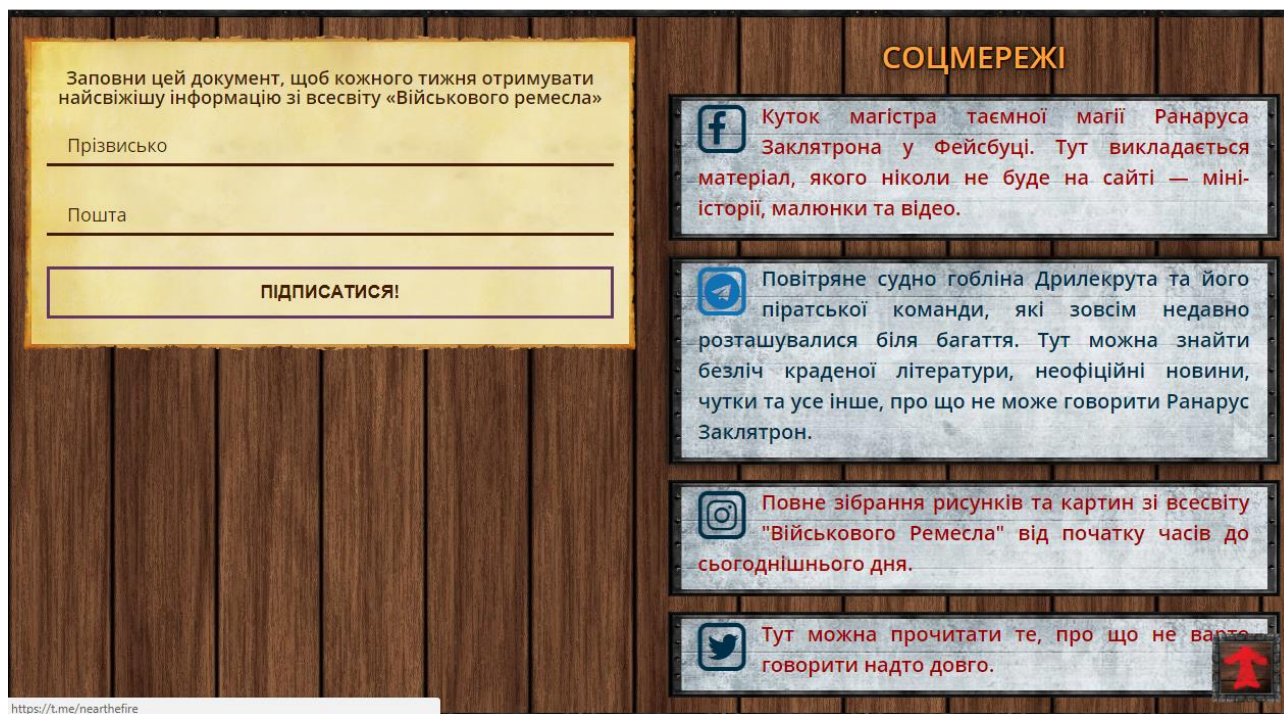 Заповни цей документ, щоб кожного тижня отримувати
найсвіжішу інформацію зі всесвіту «Військового ремесла»
Прізвисько
Пошта
ПІДПИСАТИСЯ!
СОЦМЕРЕЖІ
Куток магістра таємної магії Ранаруса
Заклятрона у Фейсбуці. Тут викладається
матеріал, якого ніколи не буде на сайті — міні-
історії, малюнки та відео.
Повітряне судно гобліна Дрилекрута та його
піратської команди, які зовсім недавно
розташувалися біля багаття. Тут можна знайти
безліч краденої літератури, неофіційні новини,
чутки та усе інше, про що не може говорити Ранарус
Заклятрон.
Повне зібрання рисунків та картин зі всесвіту
"Військового Ремесла" від початку часів до
сьогоднішнього дня.
Тут можна прочитати те, про що не варто
говорити надто довго.
https://t.me/nearthefire